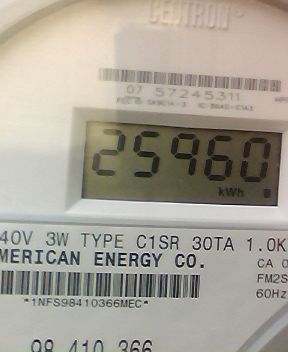 CENTRON®
07 57245311
25960
kWh
40V 3W TYPE C1SR 30TA 1.0K
MERICAN ENERGY CO.
CA 0
FM2S
60Hz
*1NFS98410366MEC*
98 410 366